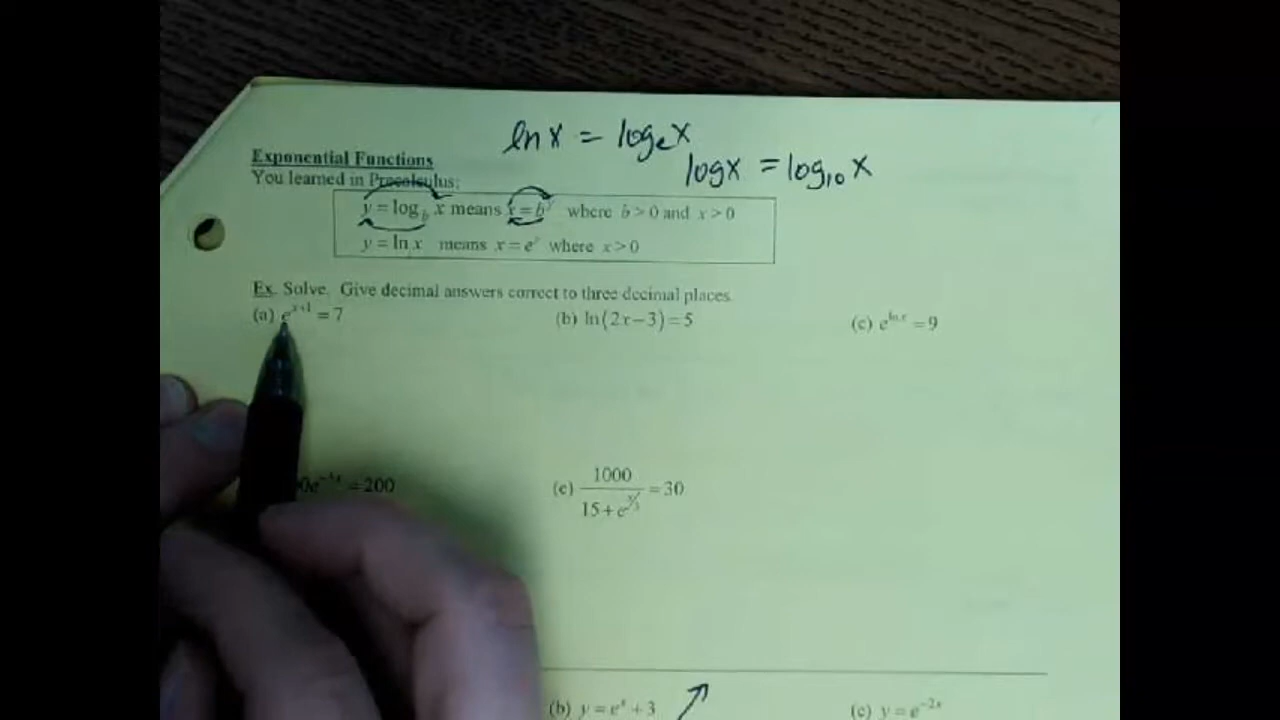 ln x = log_e x
log x = log_10 x
Exponential Functions
You learned in Precalculus:
y = log_b x means x = b^y where b > 0 and x > 0
y = ln x means x = e^y where x > 0
Ex. Solve. Give decimal answers correct to three decimal places.
(a) e^{x+1} = 7 (b) ln(2x-3) = 5 (c) e^{ln x} = 9
= 200 (e) 1000/(15 + e^{x/3}) = 30
(b) y = e^x + 3 (c) y = e^{-2x}